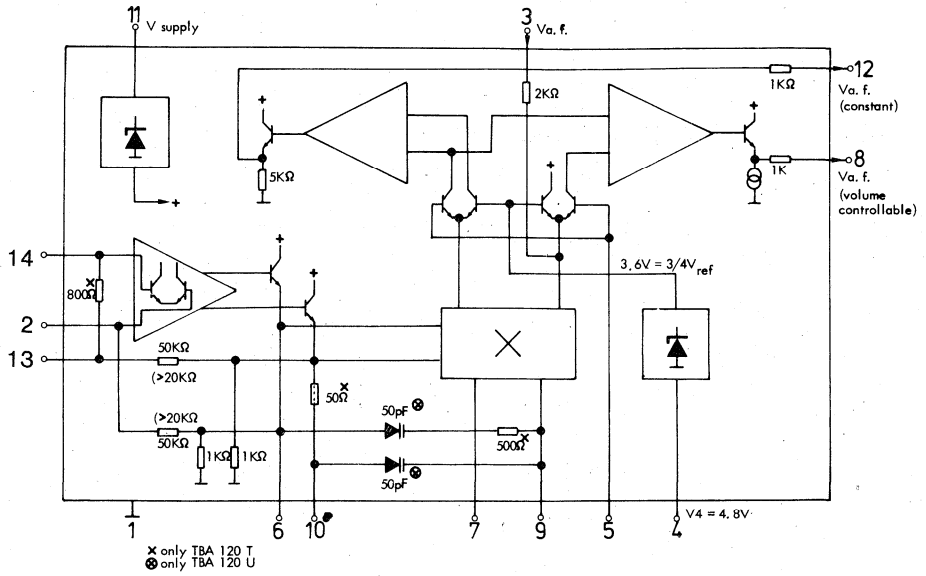 11
V supply
3
Va. f.
+
+
1KΩ
12
Va. f.
(constant)
2KΩ
+
5KΩ
+
1K
8
Va. f.
(volume
controllable)
+
+
3.6V = 3/4Vref
14
x
800Ω
2
13
50KΩ
(>20KΩ
X
x
50Ω
(>20KΩ
50KΩ
50pF ⊗
x
500Ω
1KΩ
1KΩ
50pF ⊗
1
6
10
7
9
5
4
V4 = 4.8V
x only TBA 120 T
⊗ only TBA 120 U